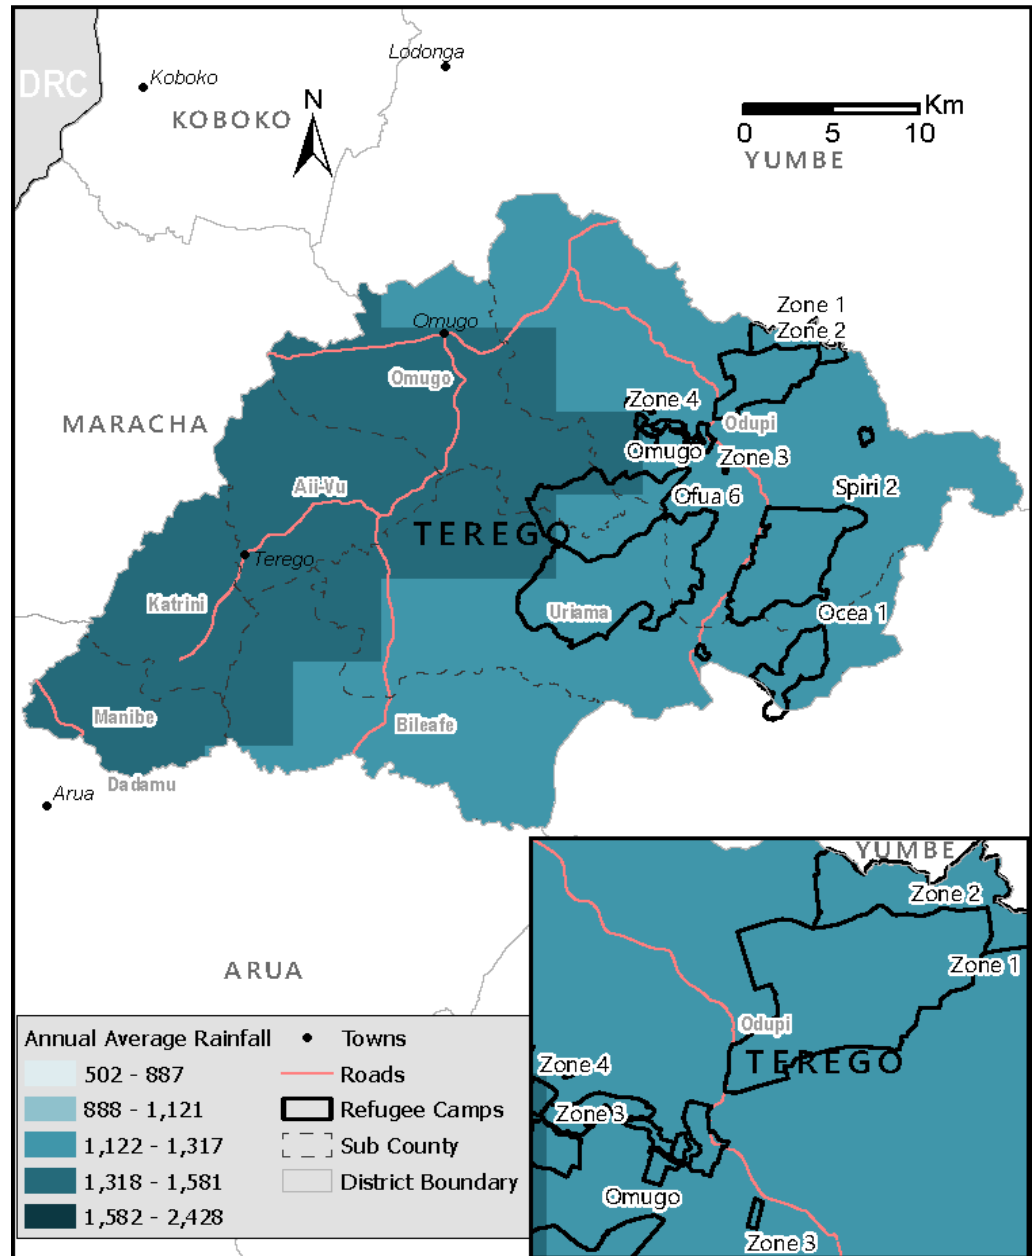 Lodonga
DRC
Koboko
KOBOKO
N
Km
0 5 10
YUMBE
Zone 1
Zone 2
Omugo
Omugo
Zone 4
MARACHA
Odupi
Omugo
Zone 3
Aii-Vu
Spiri 2
Ofua 6
TEREGO
Terego
Katrini
Uriama
Ocea 1
Manibe
Bileafe
Dadamu
Arua
ARUA
YUMBE
Zone 2
Zone 1
Odupi
TEREGO
Zone 4
Zone 3
Omugo
Zone 3
Annual Average Rainfall
502 - 887
888 - 1,121
1,122 - 1,317
1,318 - 1,581
1,582 - 2,428
Towns
Roads
Refugee Camps
Sub County
District Boundary